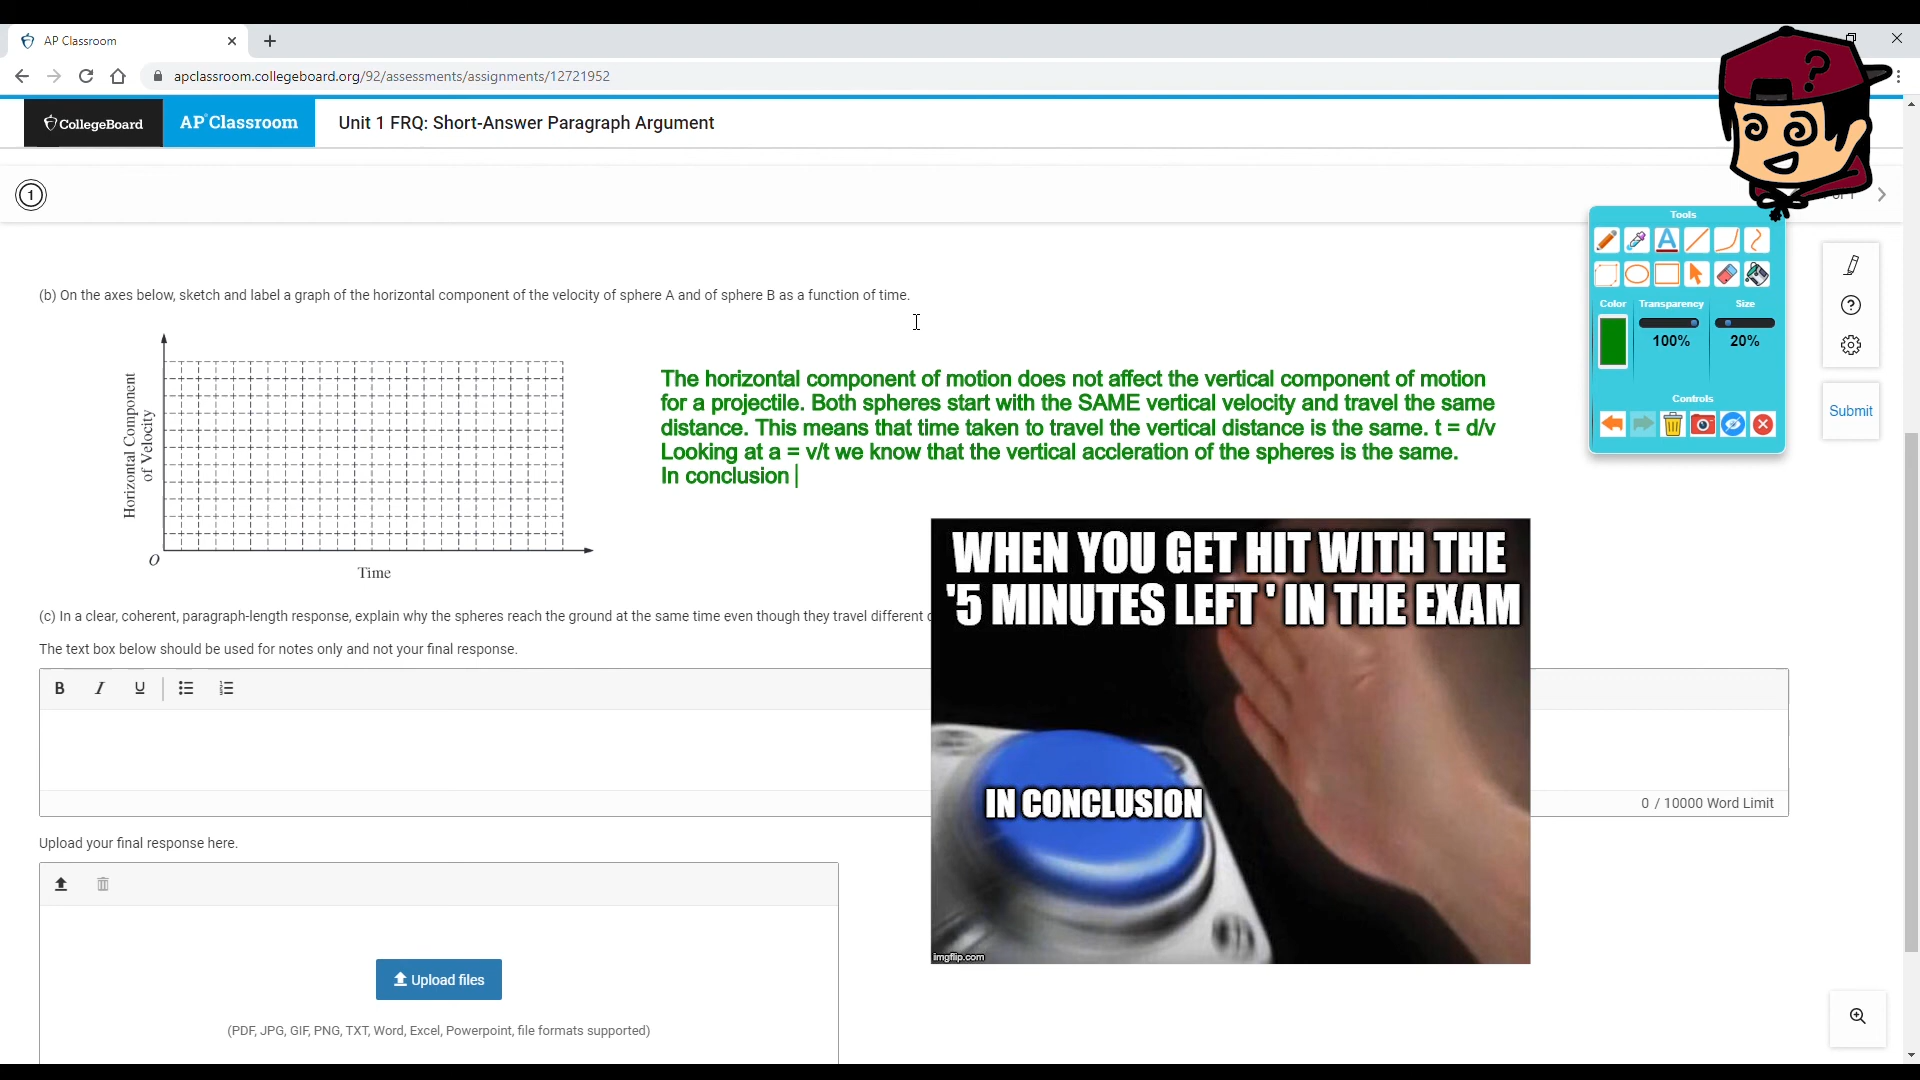 AP Classroom
apclassroom.collegeboard.org/92/assessments/assignments/12721952
CollegeBoard
AP Classroom
Unit 1 FRQ: Short-Answer Paragraph Argument
?
1
(b) On the axes below, sketch and label a graph of the horizontal component of the velocity of sphere A and of sphere B as a function of time.
Horizontal Component
of Velocity
O
Time
The horizontal component of motion does not affect the vertical component of motion
for a projectile. Both spheres start with the SAME vertical velocity and travel the same
distance. This means that time taken to travel the vertical distance is the same. t = d/v
Looking at a = v/t we know that the vertical accleration of the spheres is the same.
In conclusion
Tools
Color Transparency Size
100% 20%
Controls
Submit
WHEN YOU GET HIT WITH THE
'5 MINUTES LEFT ' IN THE EXAM
IN CONCLUSION
imgflip.com
(c) In a clear, coherent, paragraph-length response, explain why the spheres reach the ground at the same time even though they travel different
The text box below should be used for notes only and not your final response.
B I U
0 / 10000 Word Limit
Upload your final response here.
Upload files
(PDF, JPG, GIF, PNG, TXT, Word, Excel, Powerpoint, file formats supported)